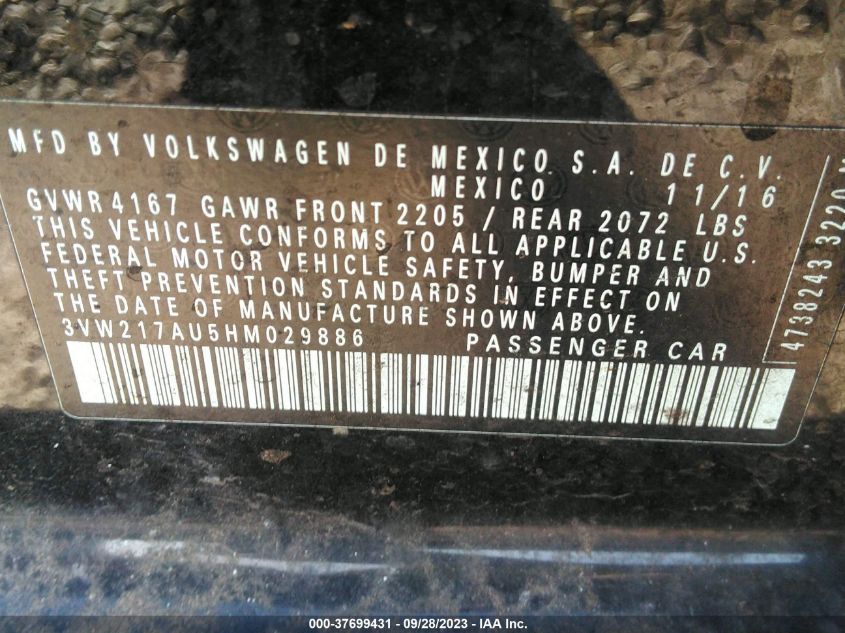 MFD BY VOLKSWAGEN DE MEXICO S.A. DE C.V.
MEXICO 11/16
GVWR4167 GAWR FRONT 2205 / REAR 2072 LBS
THIS VEHICLE CONFORMS TO ALL APPLICABLE U.S.
FEDERAL MOTOR VEHICLE SAFETY, BUMPER AND
THEFT PREVENTION STANDARDS IN EFFECT ON
THE DATE OF MANUFACTURE SHOWN ABOVE.
3VW217AU5HM029886 PASSENGER CAR
4738243 3220
000-37699431 - 09/28/2023 - IAA Inc.